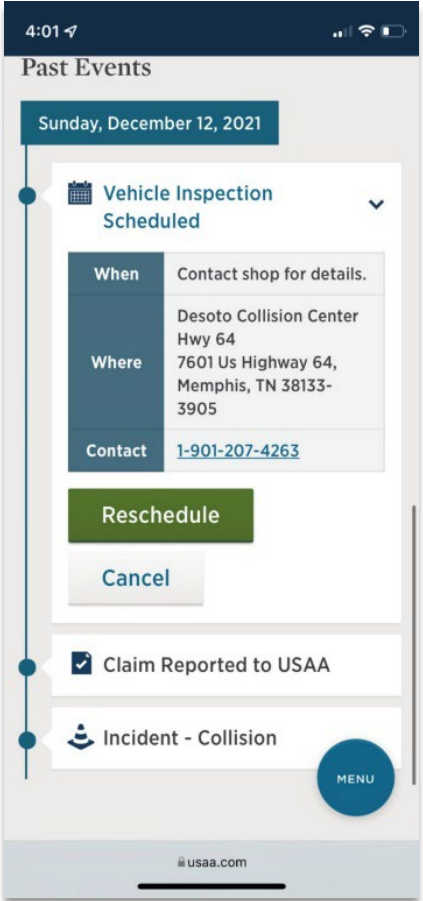 4:01
Past Events
Sunday, December 12, 2021
Vehicle Inspection
Scheduled
When Contact shop for details.
Where Desoto Collision Center
Hwy 64
7601 Us Highway 64,
Memphis, TN 38133-
3905
Contact 1-901-207-4263
Reschedule
Cancel
Claim Reported to USAA
Incident - Collision
MENU
usaa.com